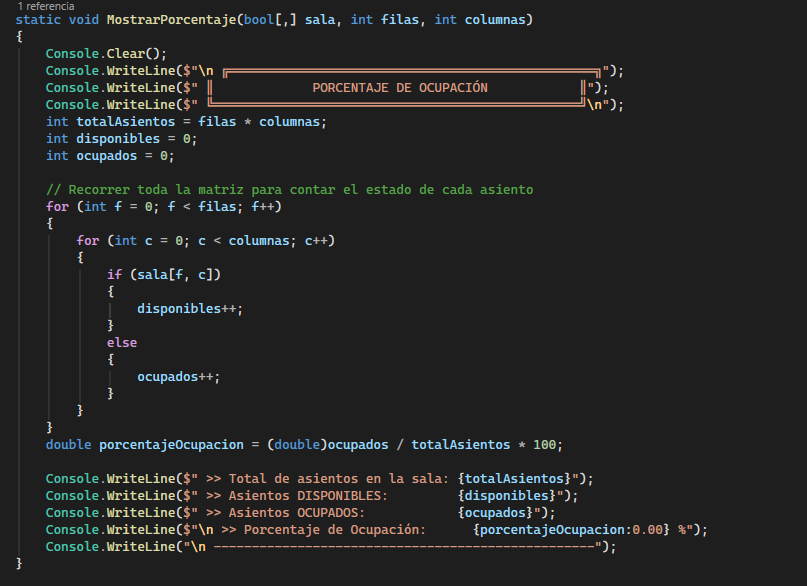 1 referencia
static void MostrarPorcentaje(bool[,] sala, int filas, int columnas)
{
    Console.Clear();
    Console.WriteLine($"\n ╔════════════════════════════════════════════════╗");
    Console.WriteLine($" ║             PORCENTAJE DE OCUPACIÓN            ║");
    Console.WriteLine($" ╚════════════════════════════════════════════════╝\n");
    int totalAsientos = filas * columnas;
    int disponibles = 0;
    int ocupados = 0;

    // Recorrer toda la matriz para contar el estado de cada asiento
    for (int f = 0; f < filas; f++)
    {
        for (int c = 0; c < columnas; c++)
        {
            if (sala[f, c])
            {
                disponibles++;
            }
            else
            {
                ocupados++;
            }
        }
    }
    double porcentajeOcupacion = (double)ocupados / totalAsientos * 100;

    Console.WriteLine($" >> Total de asientos en la sala: {totalAsientos}");
    Console.WriteLine($" >> Asientos DISPONIBLES:         {disponibles}");
    Console.WriteLine($" >> Asientos OCUPADOS:            {ocupados}");
    Console.WriteLine($"\n >> Porcentaje de Ocupación:      {porcentajeOcupacion:0.00} %");
    Console.WriteLine("\n --------------------------------------------------");
}